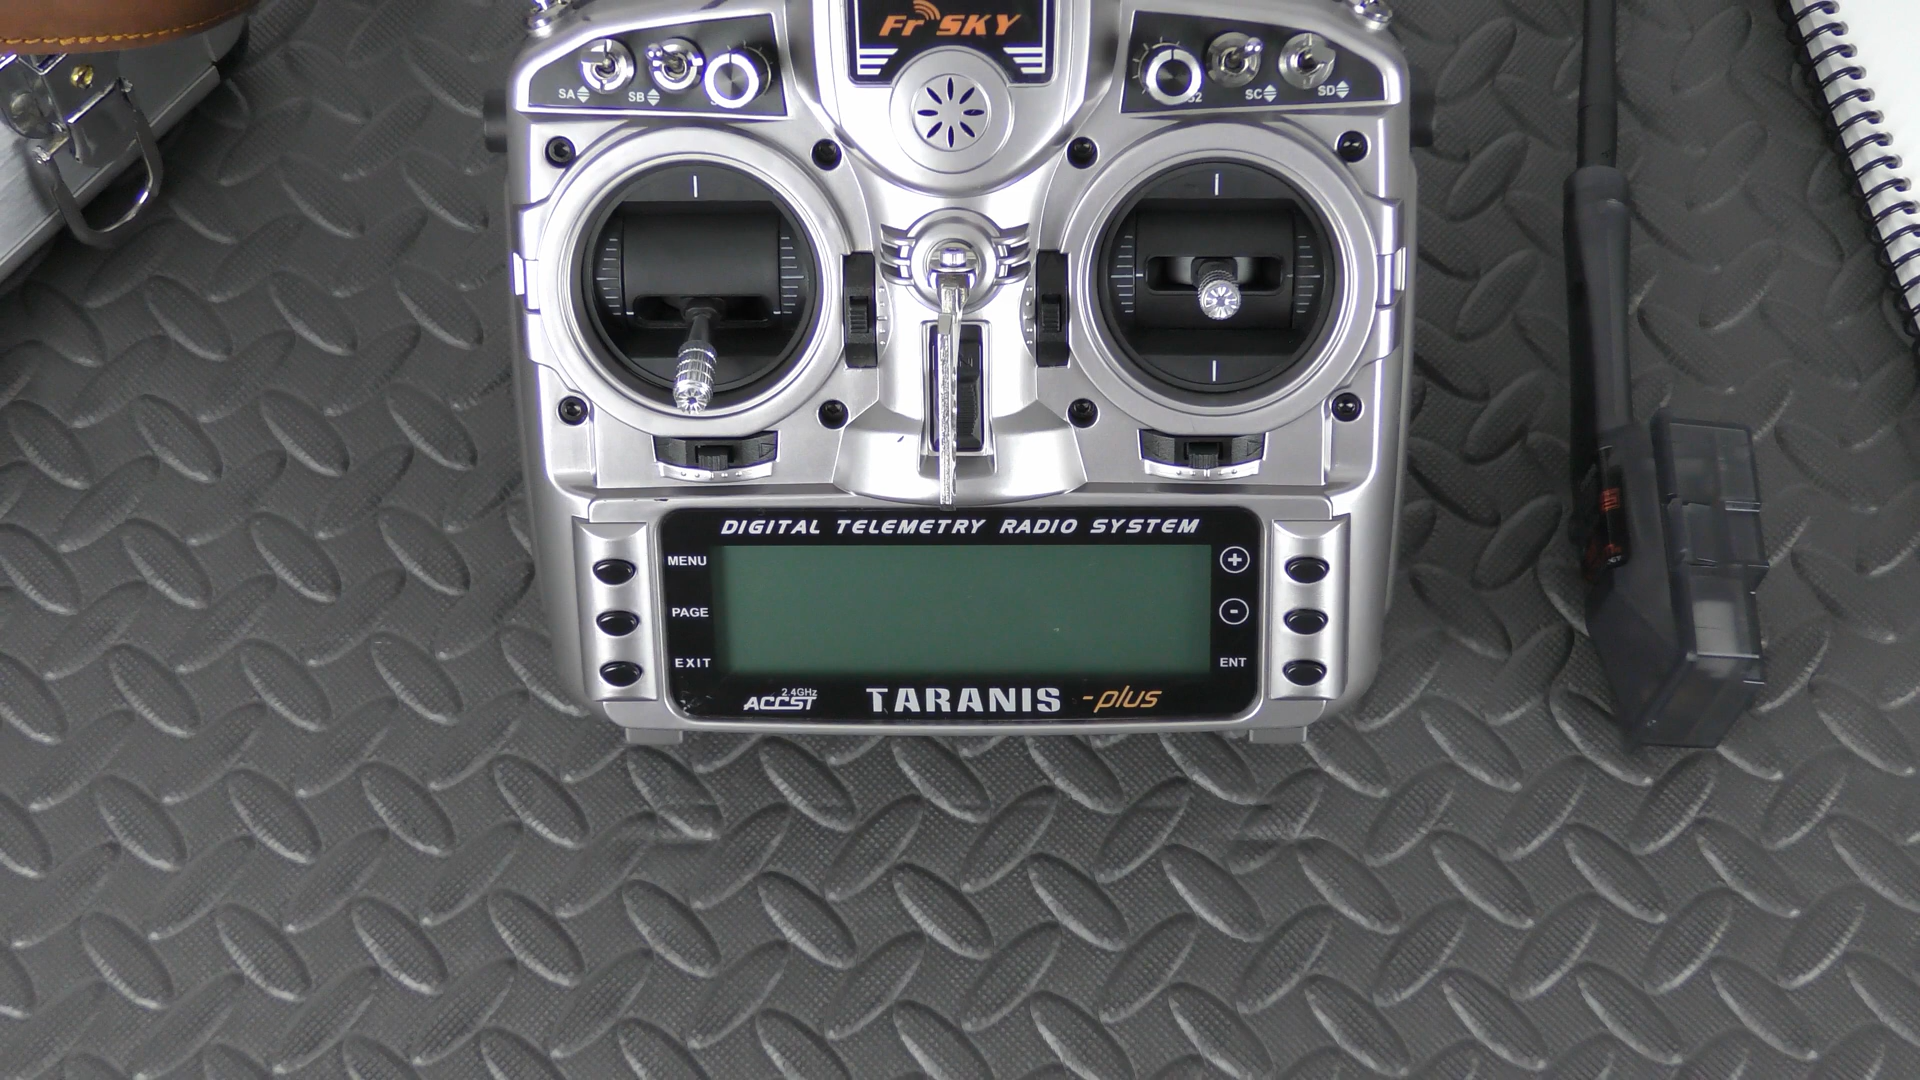 FrSKY
SA
SB
S2
SC
SD
DIGITAL TELEMETRY RADIO SYSTEM
MENU
PAGE
EXIT
+
-
ENT
2.4GHz
ACCST
TARANIS -plus